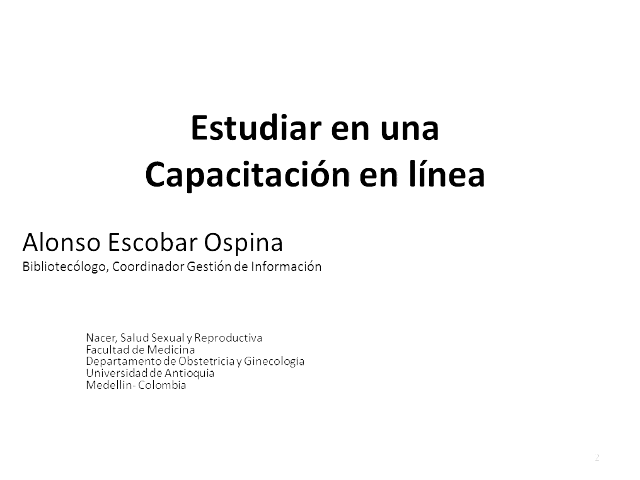 Estudiar en una
Capacitación en línea
Alonso Escobar Ospina
Bibliotecólogo, Coordinador Gestión de Información
Nacer, Salud Sexual y Reproductiva
Facultad de Medicina
Departamento de Obstetricia y Ginecología
Universidad de Antioquia
Medellín- Colombia